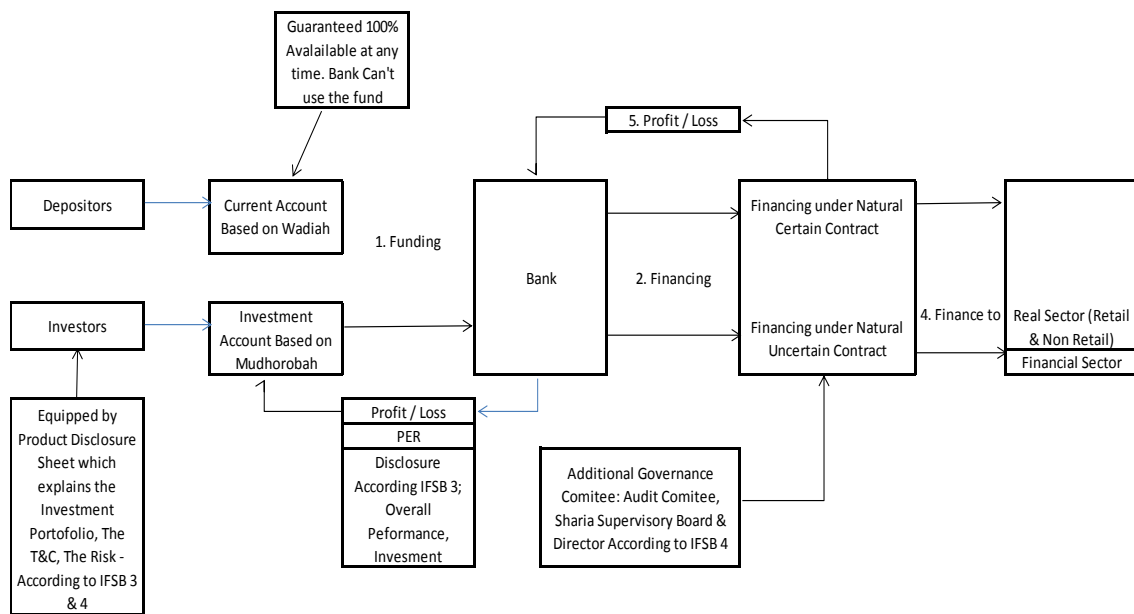 Guaranteed 100%
Avalailable at any
time. Bank Can't
use the fund
5. Profit / Loss
Depositors
Current Account
Based on Wadiah
1. Funding
Bank
2. Financing
Financing under Natural
Certain Contract
Investors
Investment
Account Based on
Mudhorobah
Financing under Natural
Uncertain Contract
4. Finance to
Real Sector (Retail
& Non Retail)
Financial Sector
Equipped by
Product Disclosure
Sheet which
explains the
Investment
Portofolio, The
T&C, The Risk -
According to IFSB 3
& 4
Profit / Loss
PER
Disclosure
According IFSB 3;
Overall
Peformance,
Invesment
Additional Governance
Comitee: Audit Comitee,
Sharia Supervisory Board &
Director According to IFSB 4